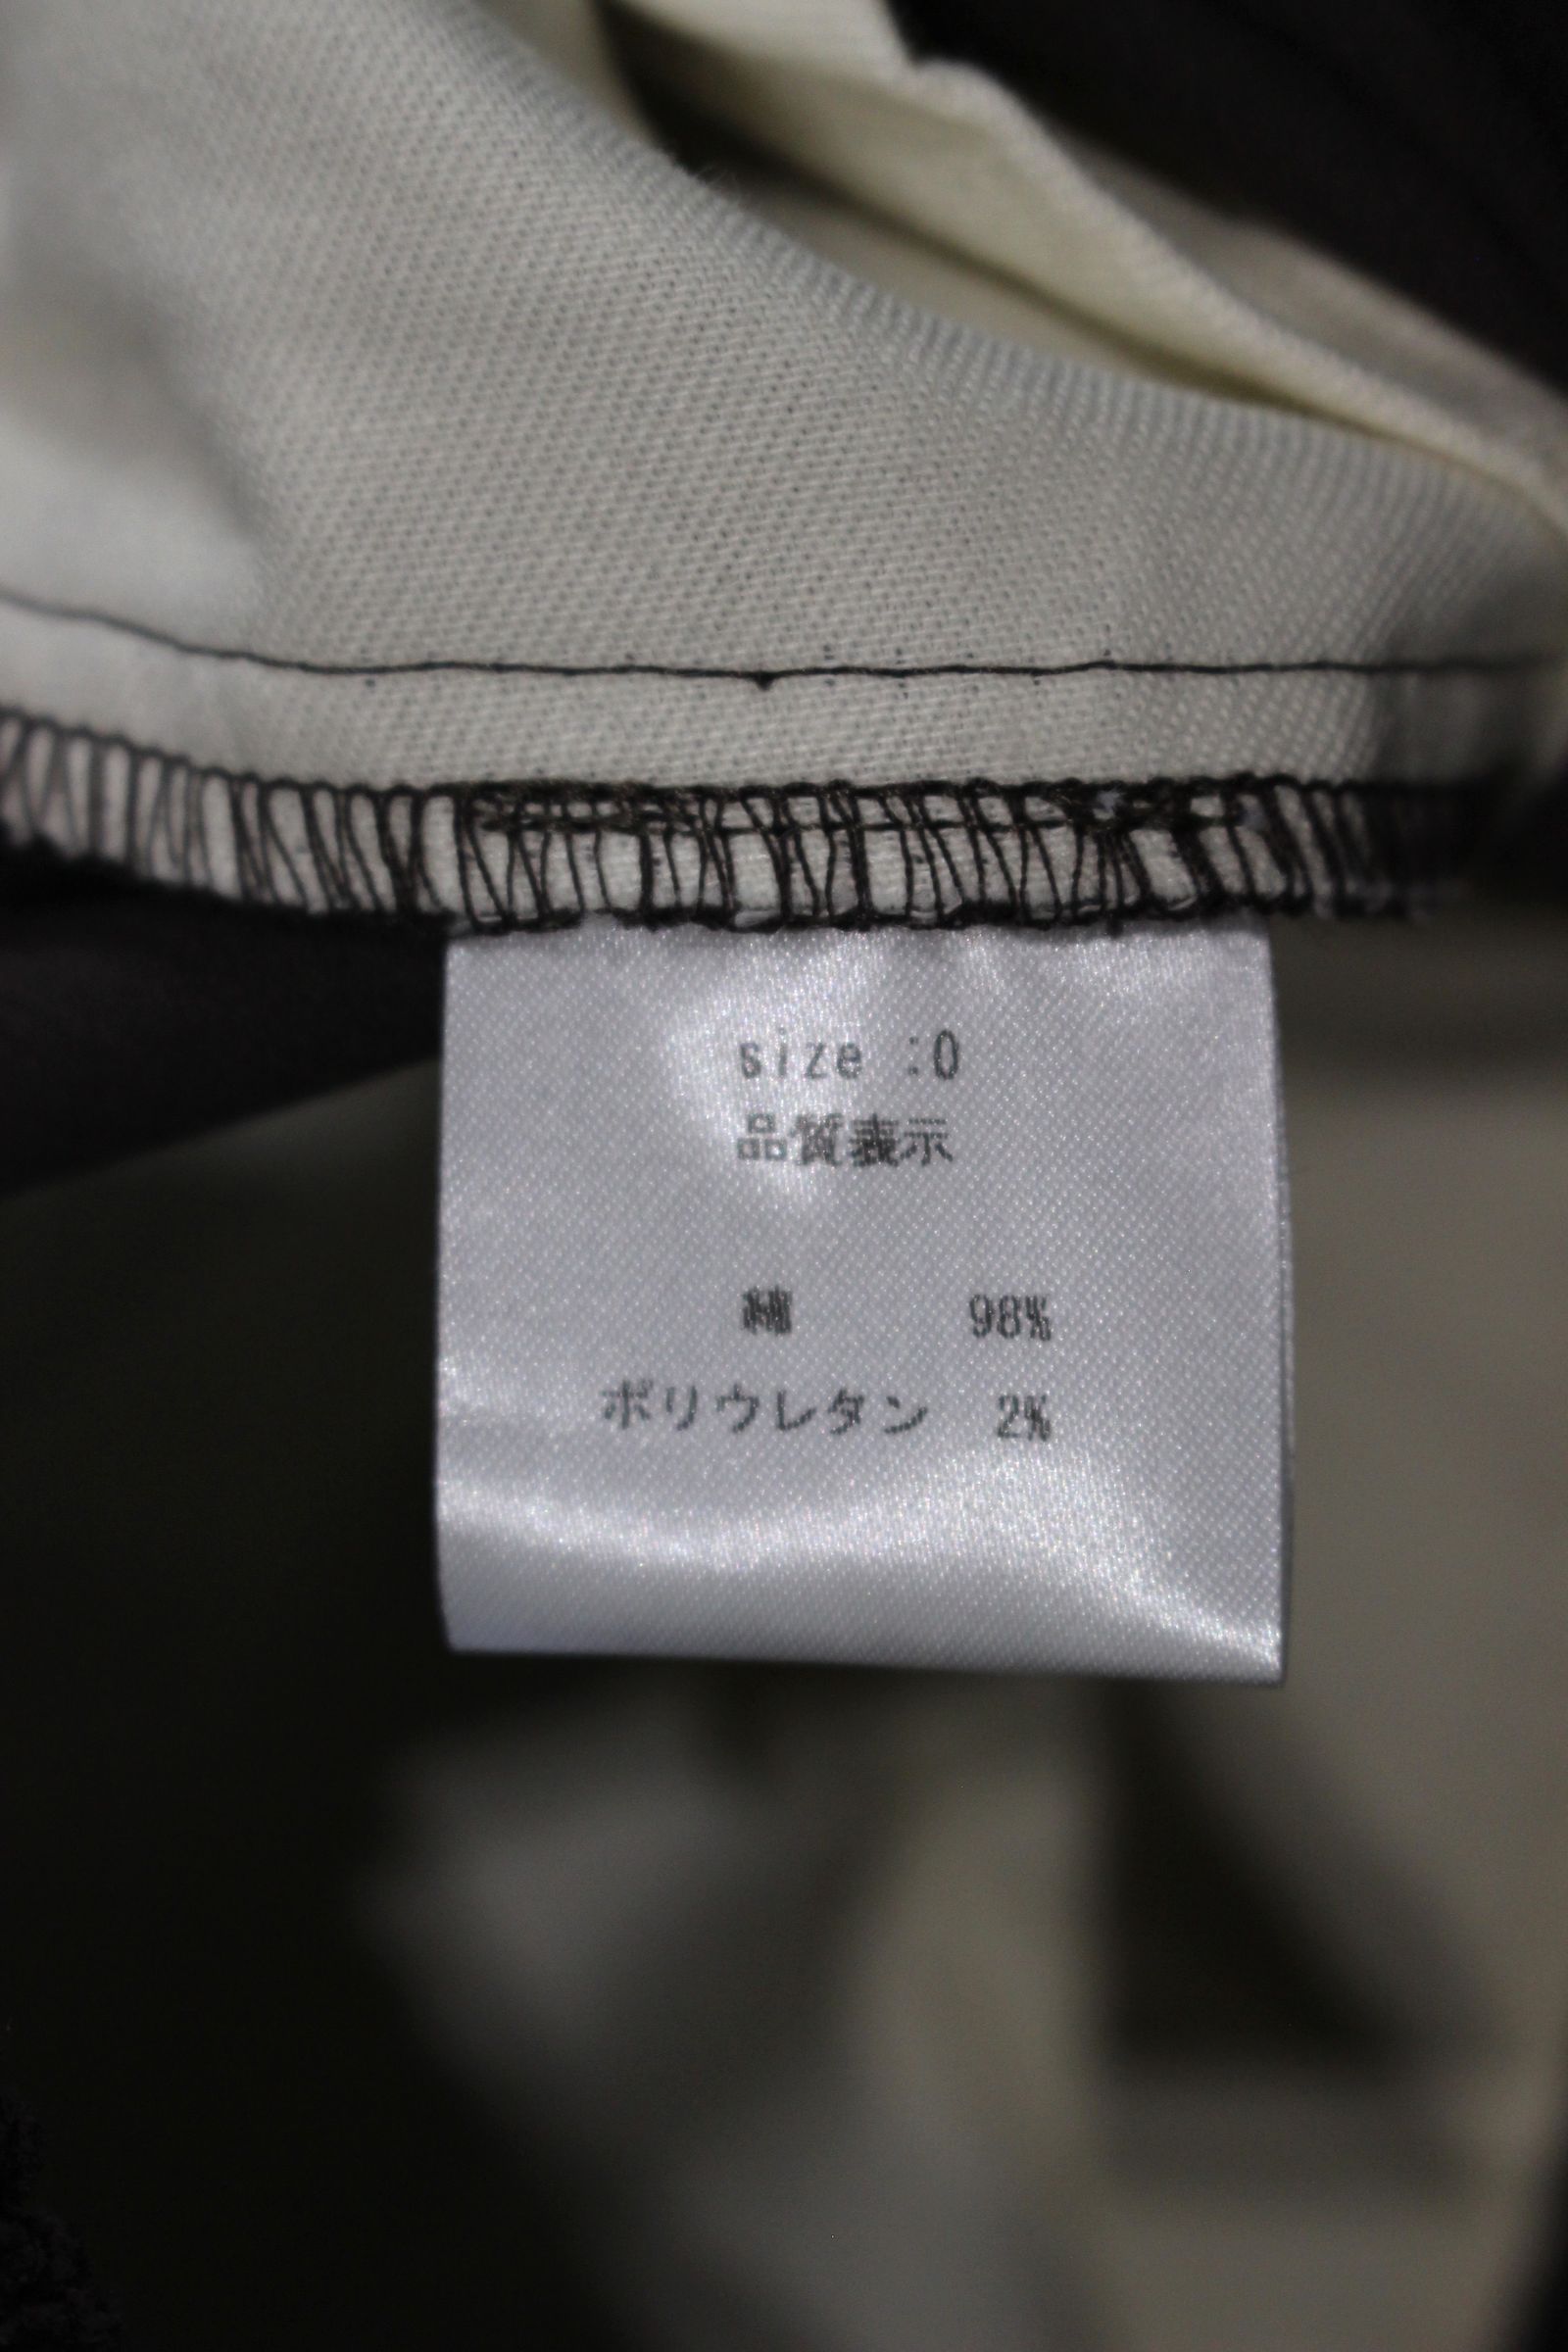 size :0
品質表示
綿 98%
ポリウレタン 2%